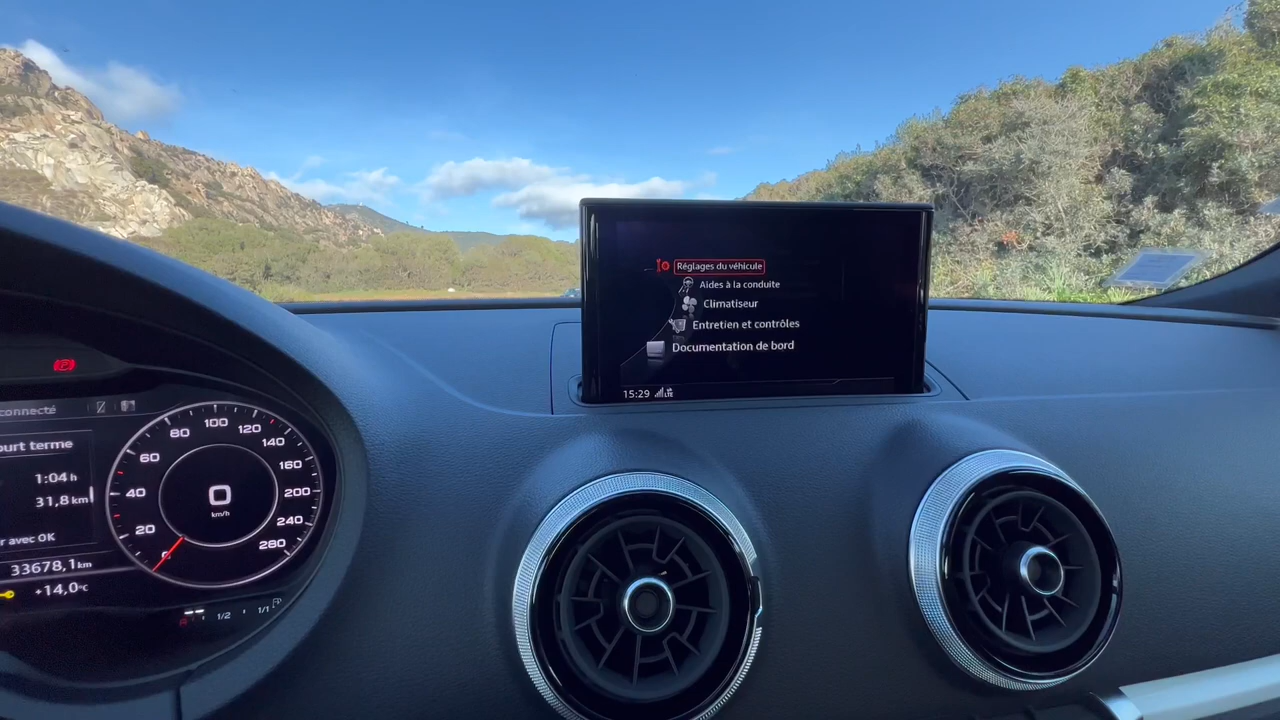 Réglages du véhicule
Aides à la conduite
Climatiseur
Entretien et contrôles
Documentation de bord
15:29 LTE
connecté
ourt terme
1:04 h
31,8 km
r avec OK
33678,1 km
+14,0 °C
0
km/h
20
40
60
80
100
120
140
160
200
240
280
1/2
1/1